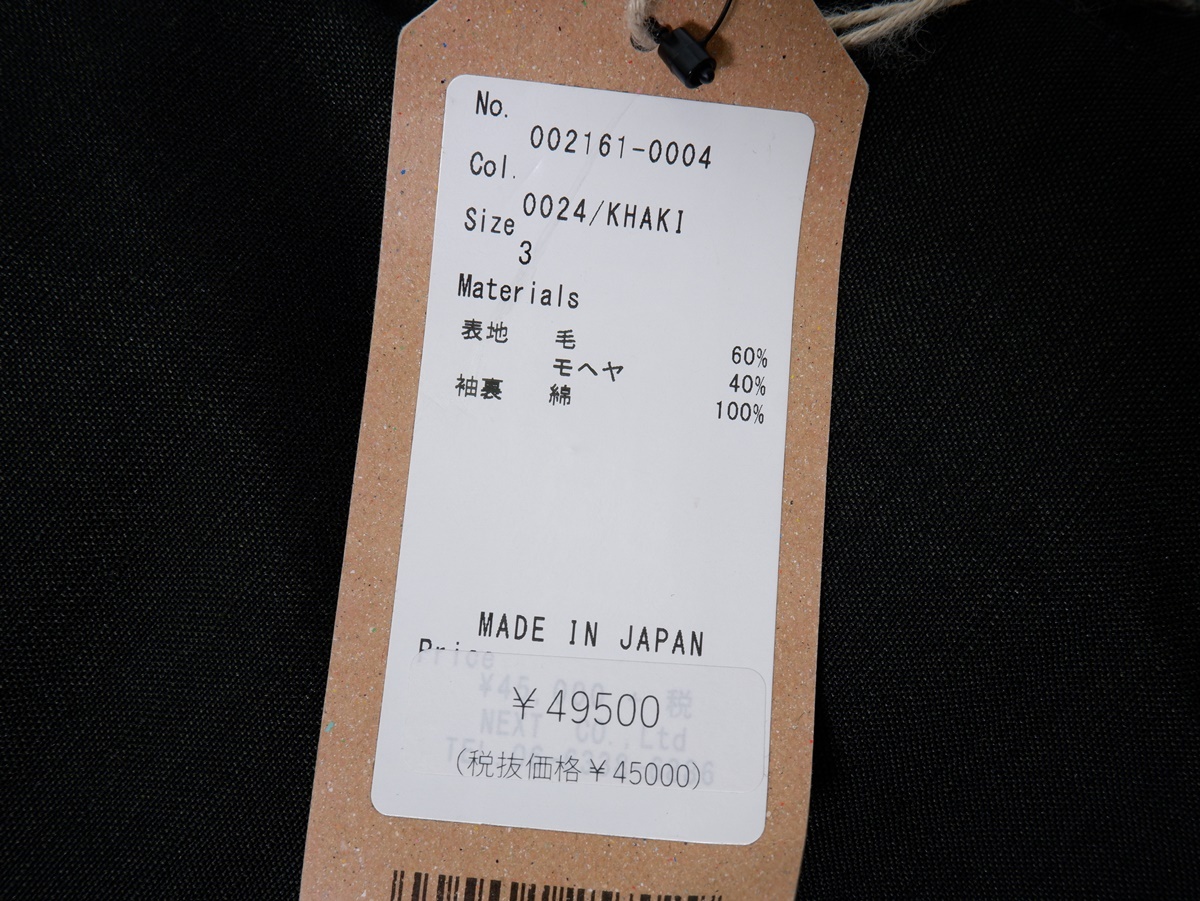 No.
002161-0004
Col.
0024/KHAKI
Size
3
Materials
表地 毛 60%
モヘヤ 40%
袖裏 綿 100%
MADE IN JAPAN
Price
¥49500
(税抜価格¥45000)
NEXT CO.,Ltd